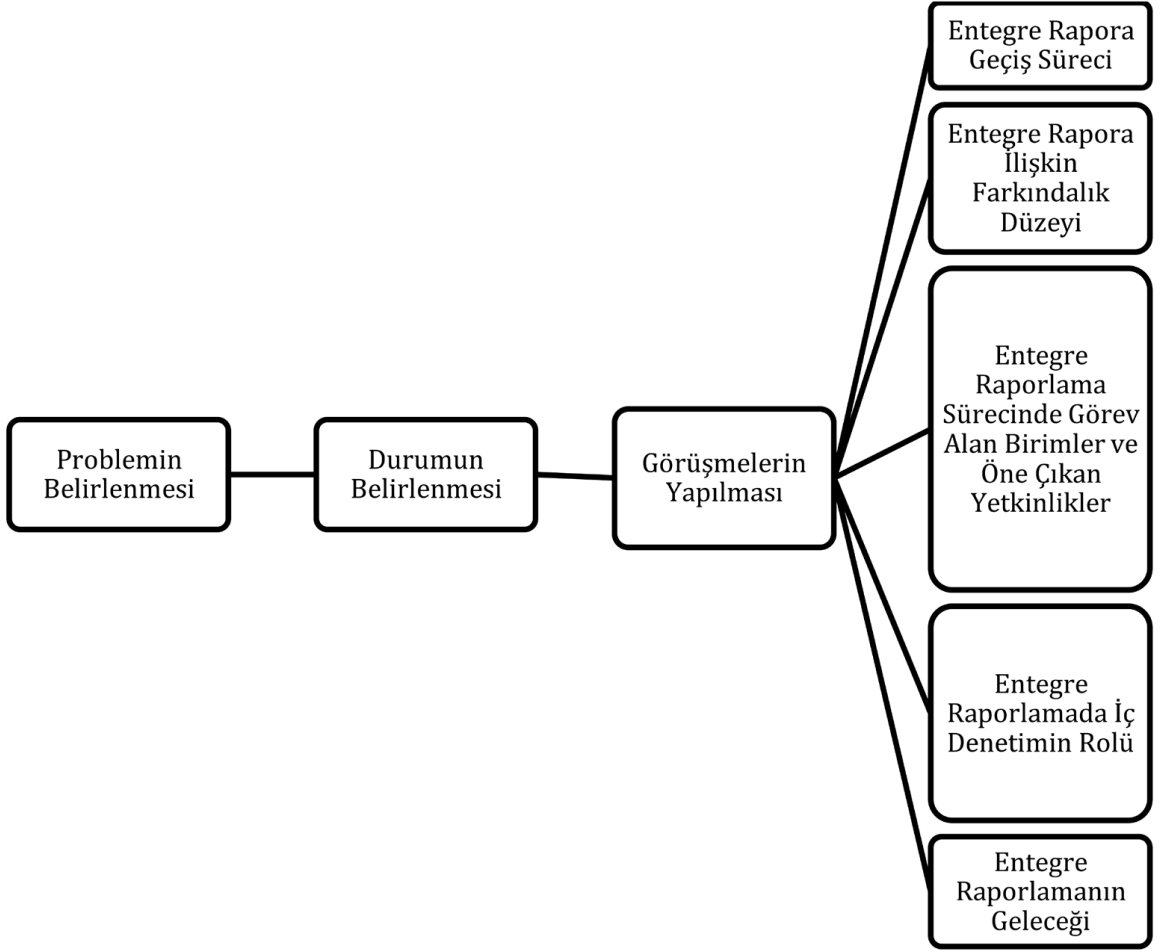 Problemin
Belirlenmesi
Durumun
Belirlenmesi
Görüşmelerin
Yapılması
Entegre Rapora
Geçiş Süreci
Entegre Rapora
İlişkin
Farkındalık
Düzeyi
Entegre
Raporlama
Sürecinde Görev
Alan Birimler ve
Öne Çıkan
Yetkinlikler
Entegre
Raporlamada İç
Denetimin Rolü
Entegre
Raporlamanın
Geleceği